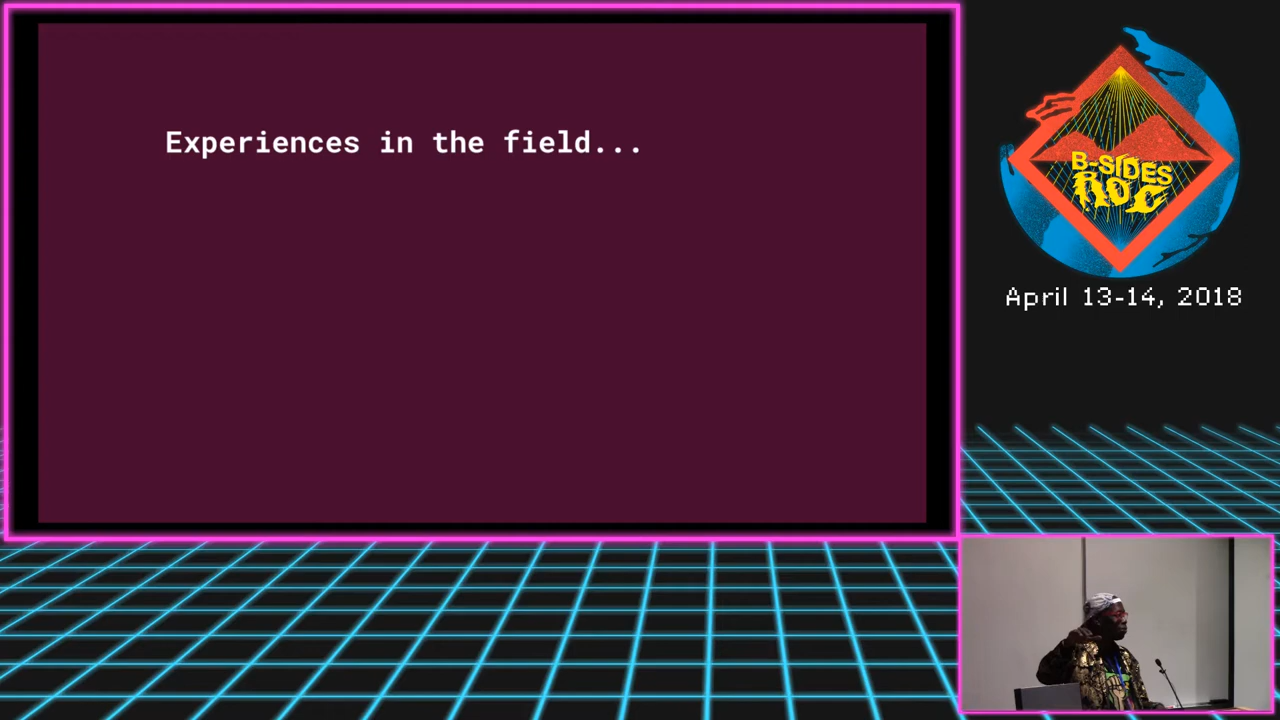 Experiences in the field...
B-SIDES
ROC
April 13-14, 2018